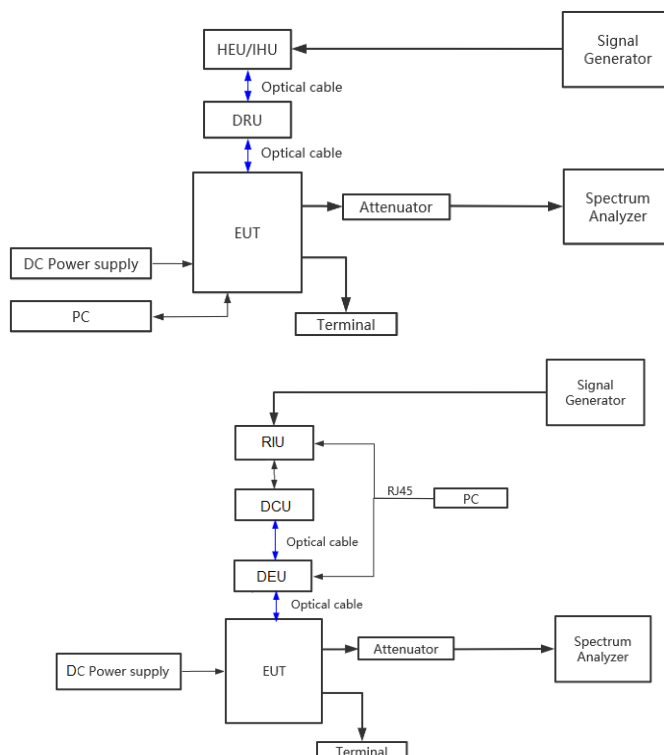 Signal
Generator
HEU/IHU
Optical cable
DRU
Optical cable
EUT
Attenuator
Spectrum
Analyzer
DC Power supply
PC
Terminal
Signal
Generator
RIU
RJ45
PC
DCU
Optical cable
DEU
Optical cable
EUT
Attenuator
Spectrum
Analyzer
DC Power supply
Terminal